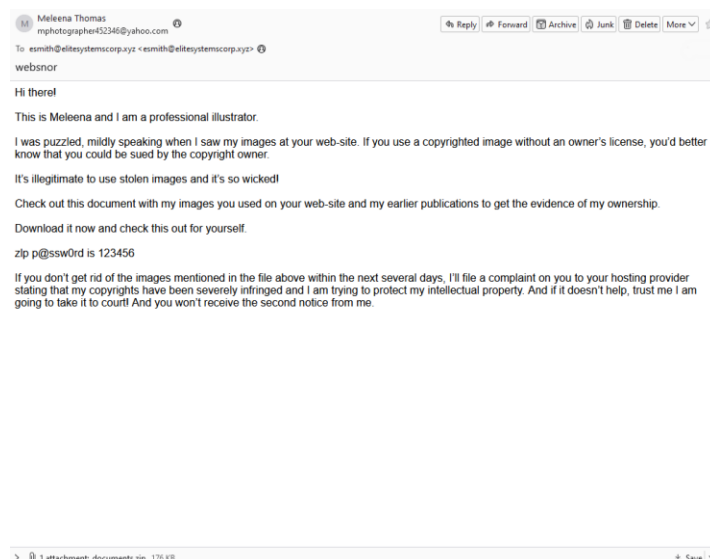 M
Meleena Thomas
mphotographer452346@yahoo.com
Reply Forward Archive Junk Delete More
To esmith@elitesystemscorp.xyz <esmith@elitesystemscorp.xyz>
websnor
Hi there!
This is Meleena and I am a professional illustrator.
I was puzzled, mildly speaking when I saw my images at your web-site. If you use a copyrighted image without an owner's license, you'd better
know that you could be sued by the copyright owner.
It's illegitimate to use stolen images and it's so wicked!
Check out this document with my images you used on your web-site and my earlier publications to get the evidence of my ownership.
Download it now and check this out for yourself.
zIp p@ssw0rd is 123456
If you don't get rid of the images mentioned in the file above within the next several days, I'll file a complaint on you to your hosting provider
stating that my copyrights have been severely infringed and I am trying to protect my intellectual property. And if it doesn't help, trust me I am
going to take it to court! And you won't receive the second notice from me.
1 attachment: documents.zip 176 KB
Save